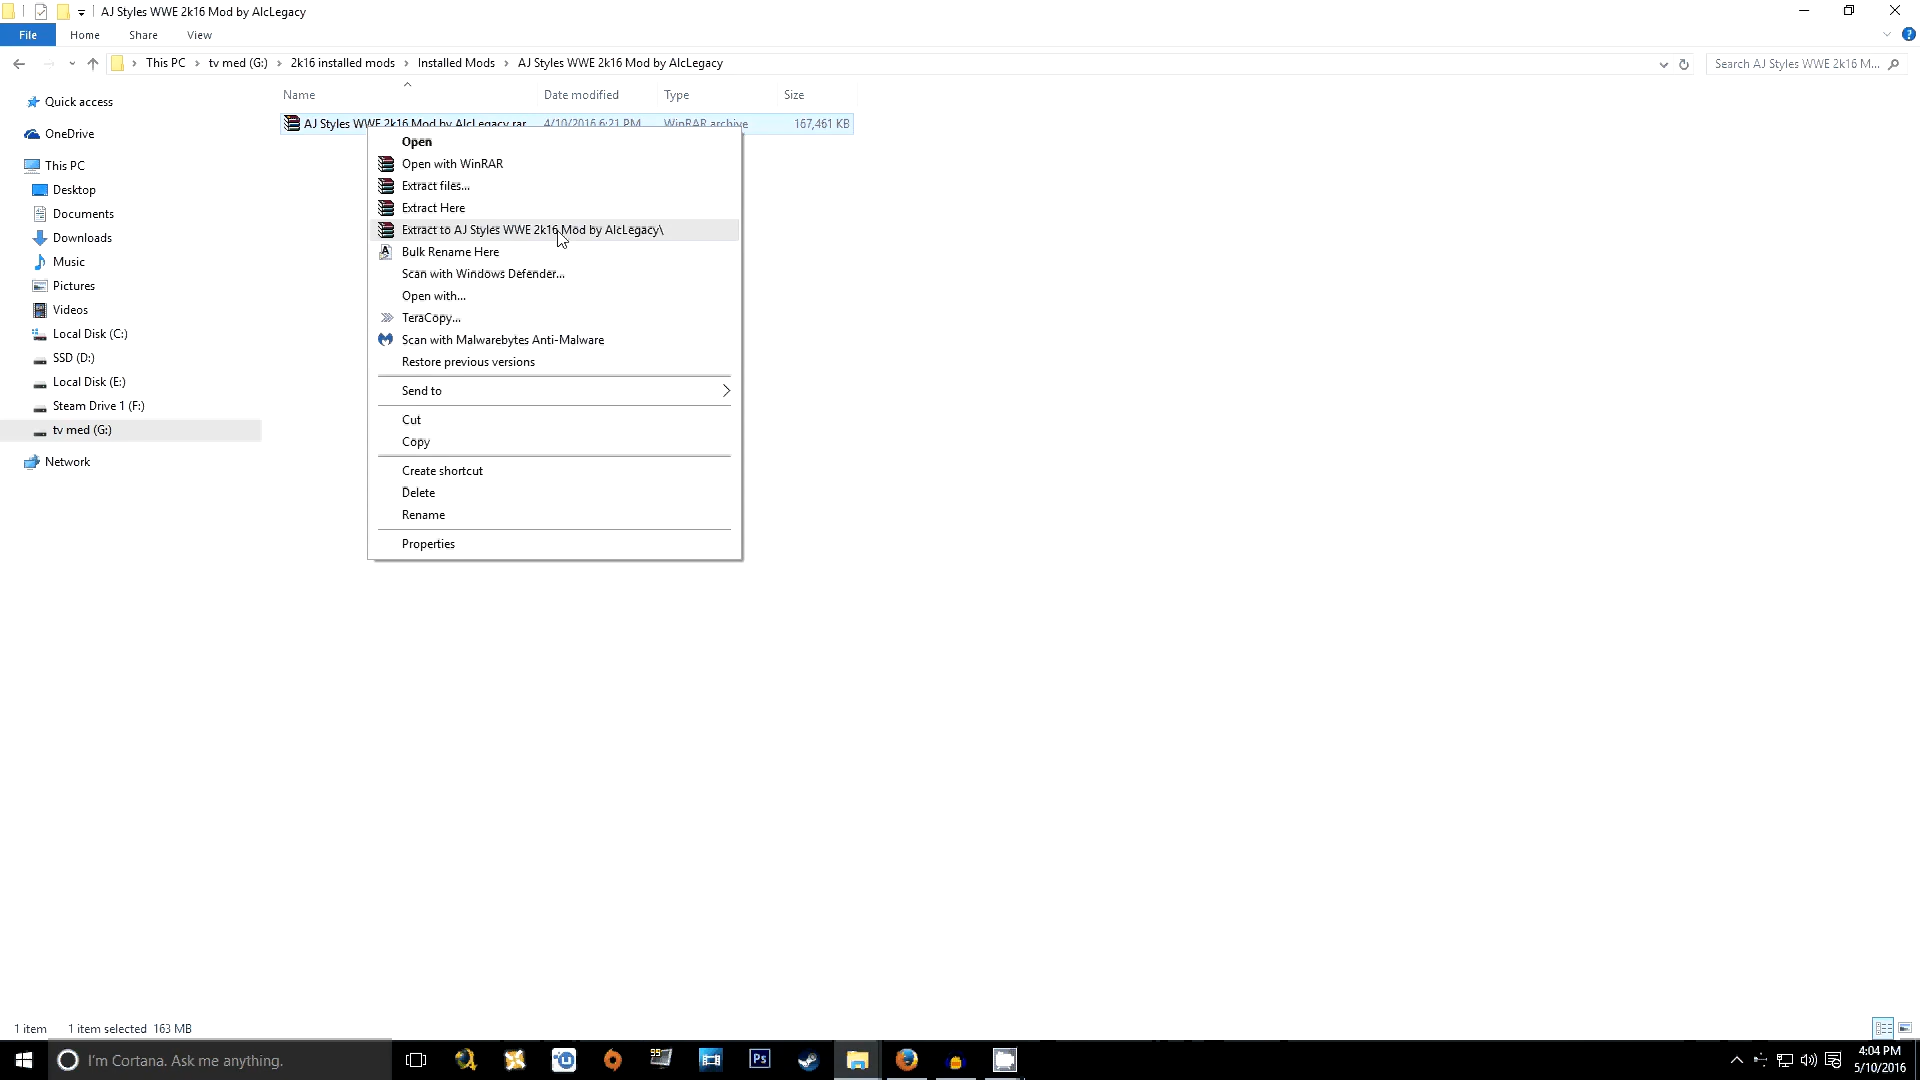 AJ Styles WWE 2k16 Mod by AlcLegacy
File Home Share View
This PC tv med (G:) 2k16 installed mods Installed Mods AJ Styles WWE 2k16 Mod by AlcLegacy
Search AJ Styles WWE 2k16 M...
Name Date modified Type Size
AJ Styles WWE 2k16 Mod by AlcLegacy.rar 4/10/2016 6:21 PM WinRAR archive 167,461 KB
Quick access
OneDrive
This PC
Desktop
Documents
Downloads
Music
Pictures
Videos
Local Disk (C:)
SSD (D:)
Local Disk (E:)
Steam Drive 1 (F:)
tv med (G:)
Network
Open
Open with WinRAR
Extract files...
Extract Here
Extract to AJ Styles WWE 2k16 Mod by AlcLegacy\
Bulk Rename Here
Scan with Windows Defender...
Open with...
TeraCopy...
Scan with Malwarebytes Anti-Malware
Restore previous versions
Send to
Cut
Copy
Create shortcut
Delete
Rename
Properties
1 item 1 item selected 163 MB
I'm Cortana. Ask me anything.
99
Ps
4:04 PM
5/10/2016